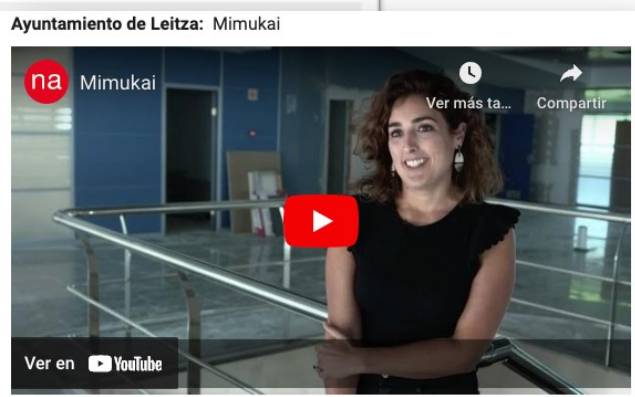 Ayuntamiento de Leitza: Mimukai
na Mimukai
Ver más ta...
Compartir
Ver en YouTube